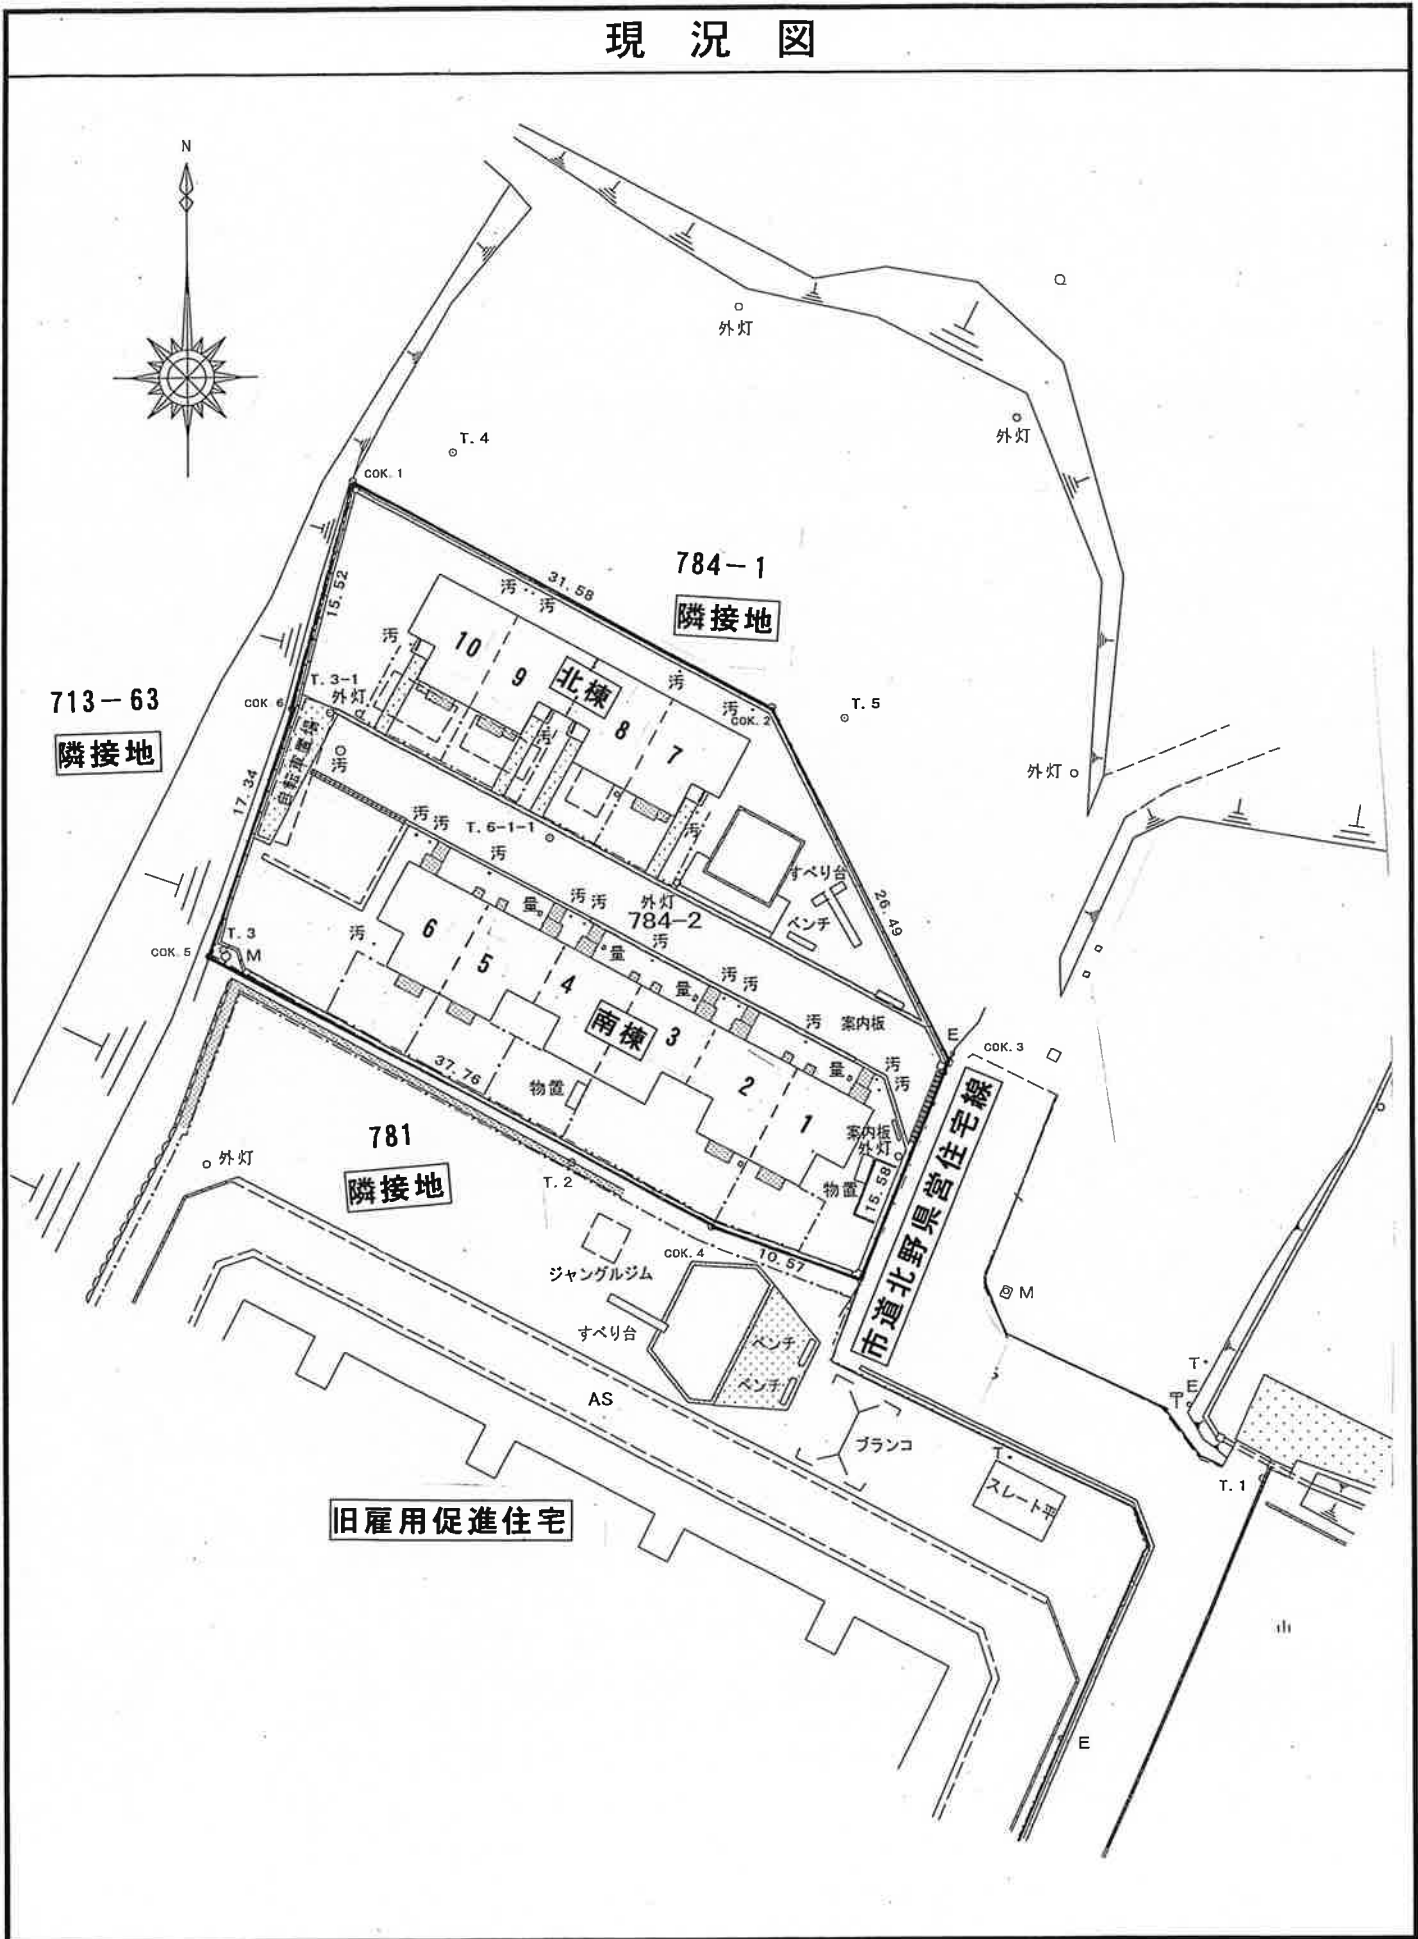 現況図
N
外灯
外灯
T. 4
COK. 1
784-1
隣接地
31. 58
15. 52
汚
汚
汚
10
9
北棟
8
7
汚
汚
COK. 2
T. 5
T. 3-1
外灯
COK 6
713-63
隣接地
自転車置場
汚
汚
外灯
17. 34
汚
汚
T. 6-1-1
汚
汚
すべり台
ベンチ
26. 49
量
汚
汚
外灯
784-2
汚
6
5
4
3
2
1
南棟
量
量
汚
汚
汚
案内板
汚
汚
量
T. 3
M
COK. 5
汚
E
COK. 3
37. 76
物置
案内板
外灯
物置
15. 58
市道北野県営住宅線
781
隣接地
外灯
T. 2
COK. 4
10. 57
ジャングルジム
すべり台
ベンチ
ベンチ
M
T
E
T
T. 1
AS
ブランコ
スレート平
旧雇用促進住宅
E